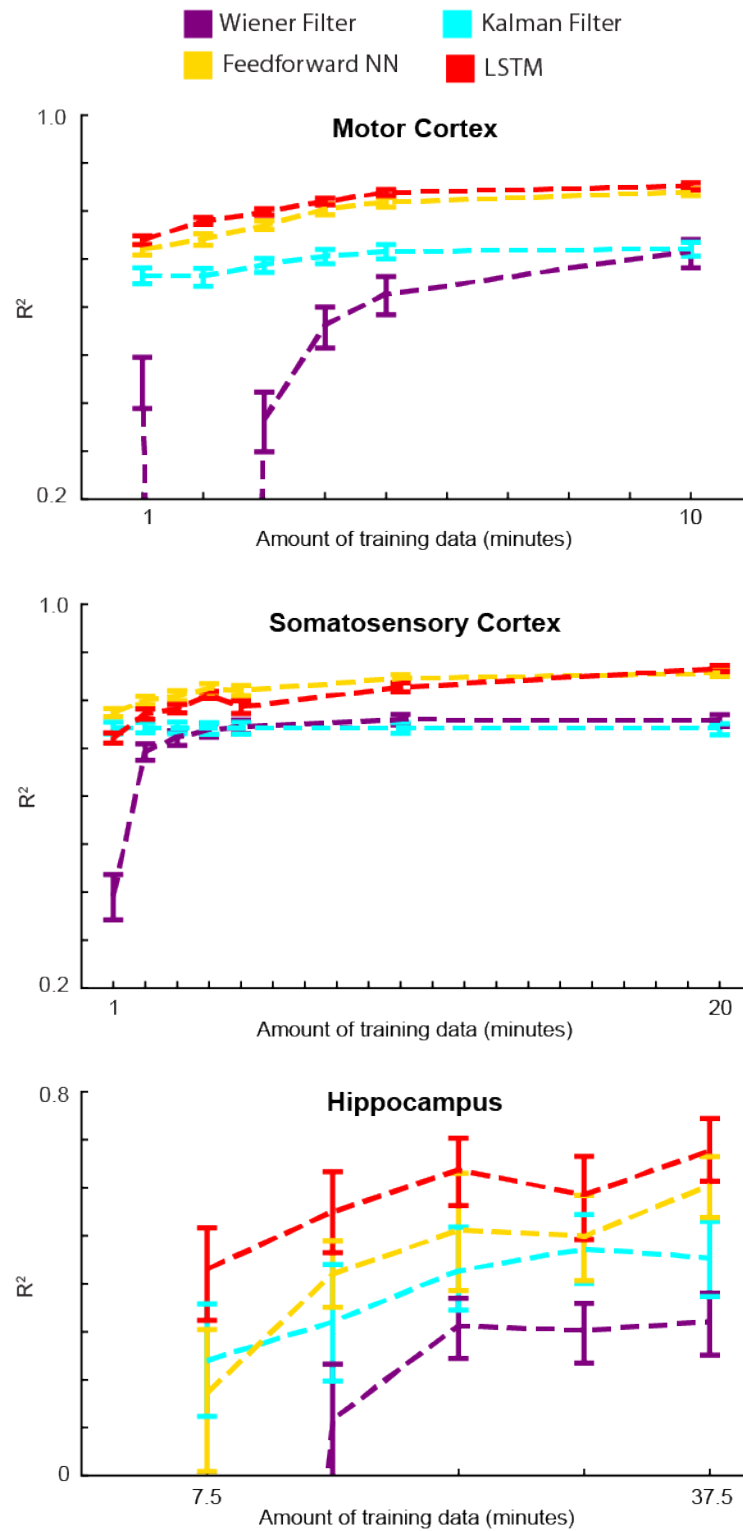 Wiener Filter Kalman Filter
Feedforward NN LSTM
1.0
Motor Cortex
R²
0.2
1 10
Amount of training data (minutes)
1.0
Somatosensory Cortex
R²
0.2
1 20
Amount of training data (minutes)
0.8
Hippocampus
R²
0
7.5 37.5
Amount of training data (minutes)